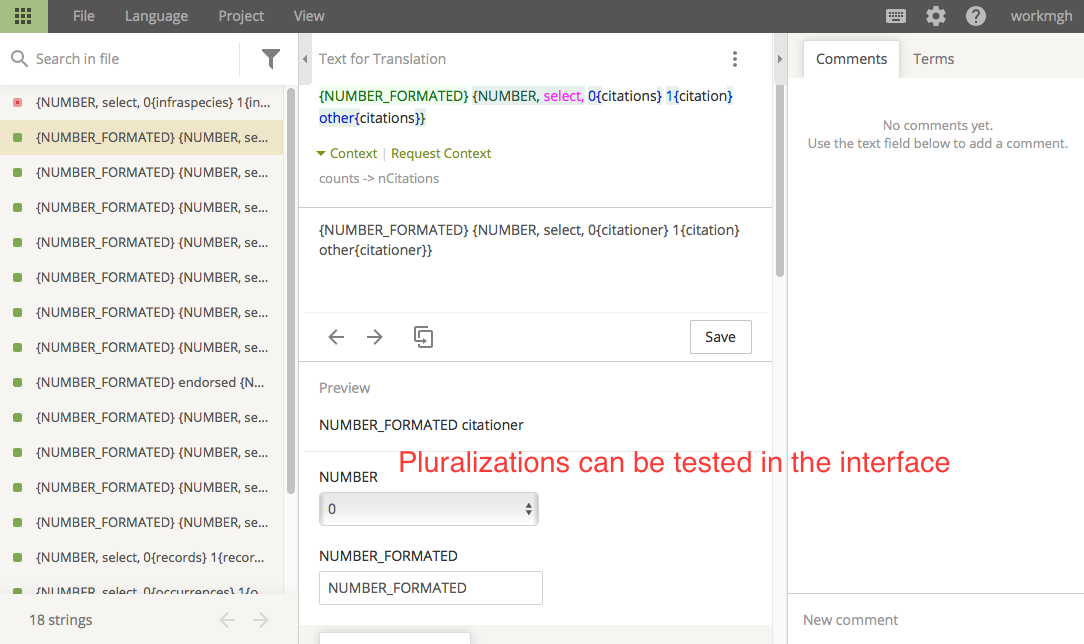 File Language Project View workmgh
Search in file
{NUMBER, select, 0{infraspecies} 1{in...
{NUMBER_FORMATED} {NUMBER, se...
{NUMBER_FORMATED} {NUMBER, se...
{NUMBER_FORMATED} {NUMBER, se...
{NUMBER_FORMATED} {NUMBER, se...
{NUMBER_FORMATED} {NUMBER, se...
{NUMBER_FORMATED} {NUMBER, se...
{NUMBER_FORMATED} {NUMBER, se...
{NUMBER_FORMATED} endorsed {N...
{NUMBER_FORMATED} {NUMBER, se...
{NUMBER_FORMATED} {NUMBER, se...
{NUMBER_FORMATED} {NUMBER, se...
{NUMBER_FORMATED} {NUMBER, se...
{NUMBER, select, 0{records} 1{recor...
{NUMBER, select, 0{occurrences} 1{o...
18 strings
Text for Translation
{NUMBER_FORMATED} {NUMBER, select, 0{citations} 1{citation}
other{citations}}
Context | Request Context
counts -> nCitations
{NUMBER_FORMATED} {NUMBER, select, 0{citationer} 1{citation}
other{citationer}}
Save
Preview
NUMBER_FORMATED citationer
Pluralizations can be tested in the interface
NUMBER
0
NUMBER_FORMATED
NUMBER_FORMATED
Comments Terms
No comments yet.
Use the text field below to add a comment.
New comment